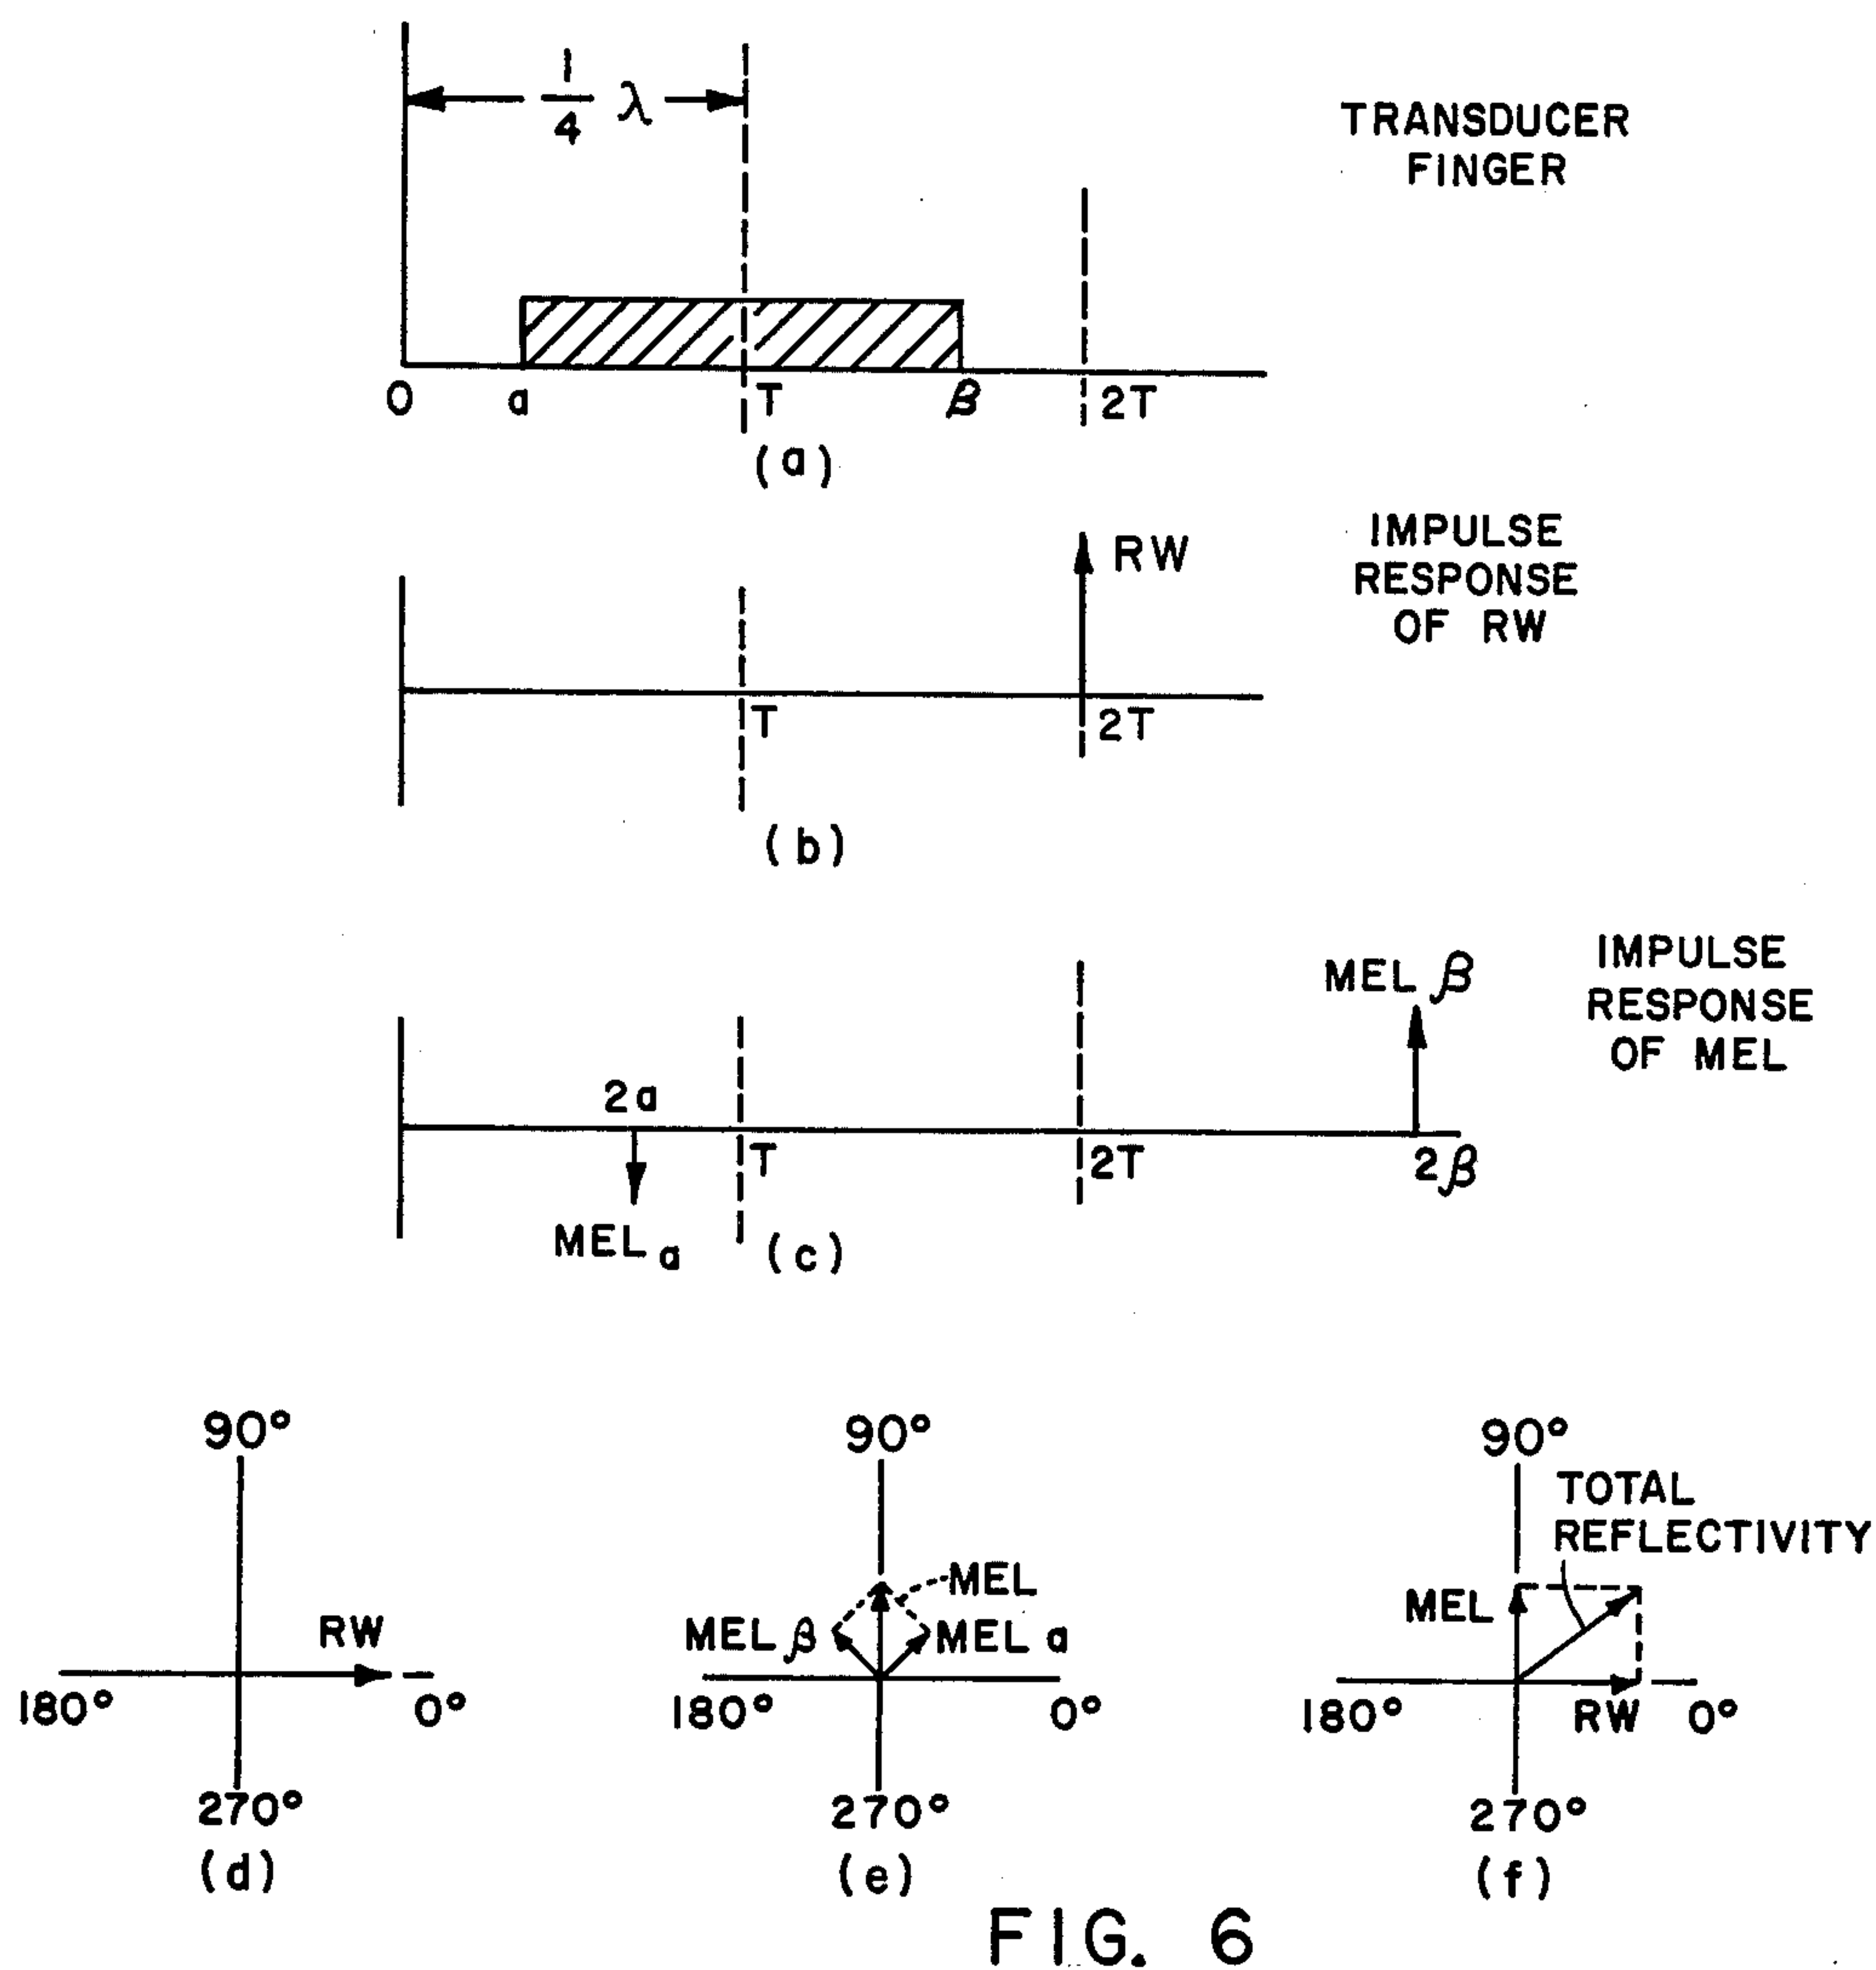 1/4 λ
TRANSDUCER
FINGER
0 a T β 2T
(a)
RW
IMPULSE
RESPONSE
OF RW
T 2T
(b)
MEL β
IMPULSE
RESPONSE
OF MEL
2a
T 2T 2β
MEL a
(c)
90°
RW
180° 0°
270°
(d)
90°
MEL
MEL β MEL a
180° 0°
270°
(e)
90°
TOTAL
REFLECTIVITY
MEL
180° RW 0°
270°
(f)
FIG. 6